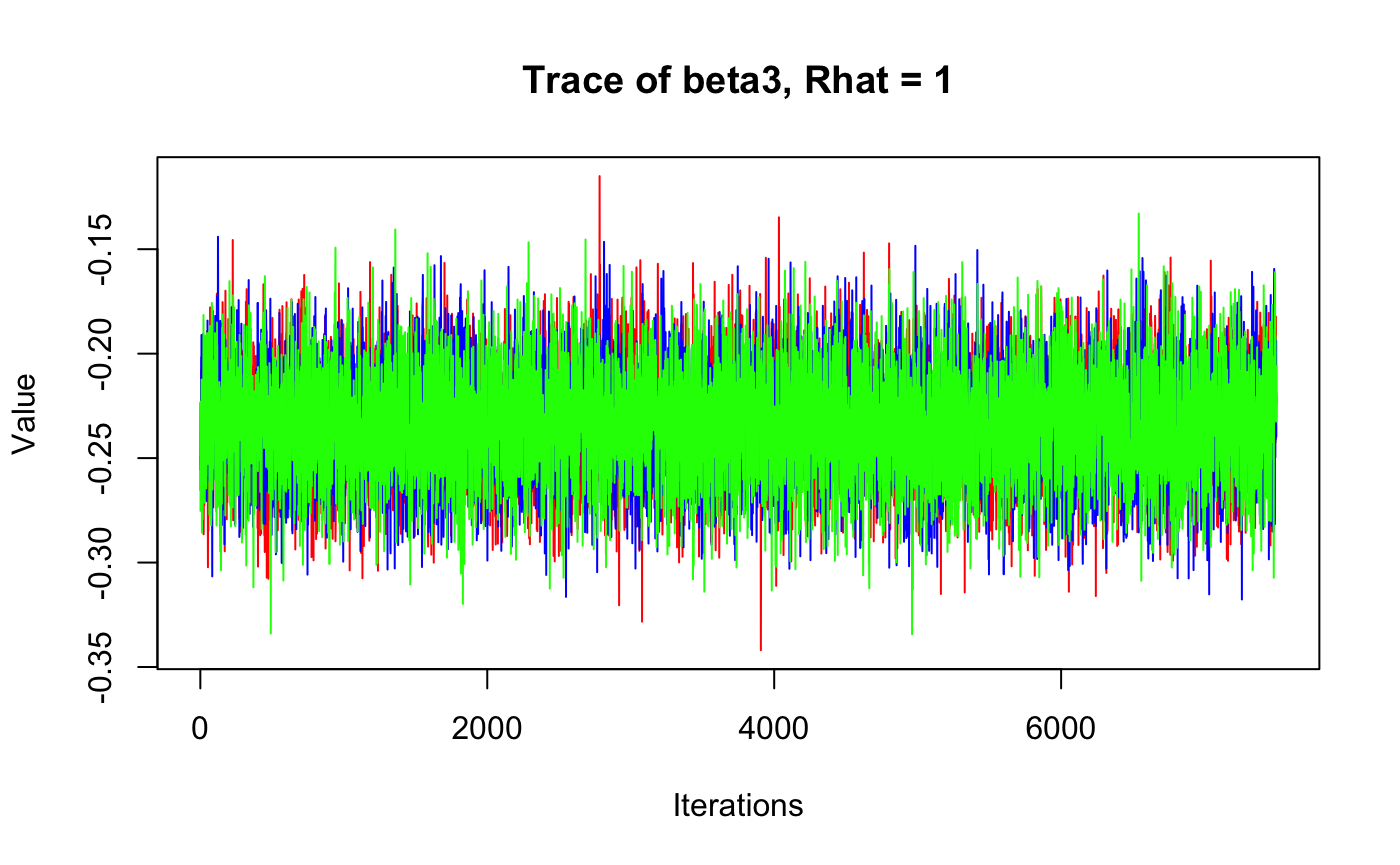 Trace of beta3, Rhat = 1
Value
-0.15
-0.20
-0.25
-0.30
-0.35
0 2000 4000 6000
Iterations